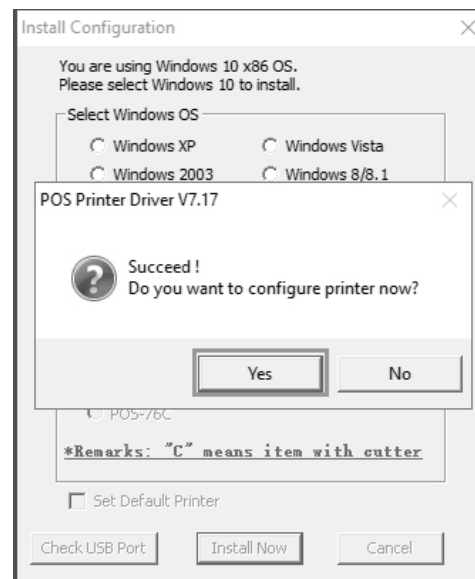 Install Configuration
You are using Windows 10 x86 OS.
Please select Windows 10 to install.
Select Windows OS
Windows XP
Windows Vista
Windows 2003
Windows 8/8.1
POS Printer Driver V7.17
Succeed !
Do you want to configure printer now?
Yes
No
POS-76C
*Remarks: "C" means item with cutter
Set Default Printer
Check USB Port
Install Now
Cancel